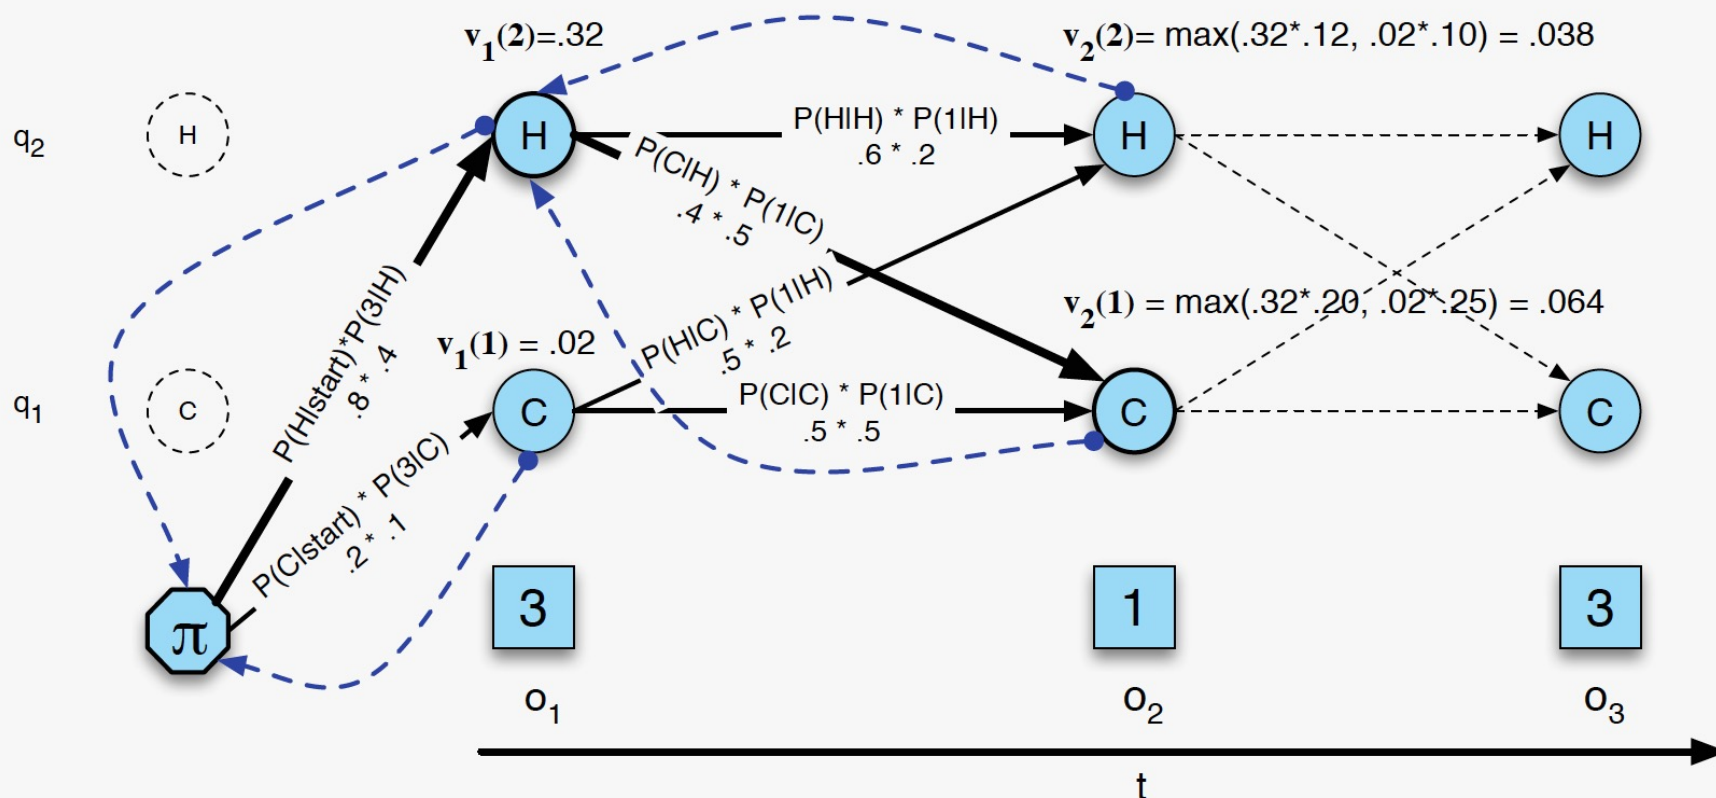 v₁(2)=.32
v₂(2)= max(.32*.12, .02*.10) = .038
q₂
H
H
P(H|H) * P(1|H)
.6 * .2
H
H
P(C|H) * P(1|C)
.4 * .5
P(H|start)*P(3|H)
.8 * .4
v₁(1) = .02
P(H|C) * P(1|H)
.5 * .2
v₂(1) = max(.32*.20, .02*.25) = .064
q₁
C
C
P(C|C) * P(1|C)
.5 * .5
C
C
P(C|start) * P(3|C)
.2 * .1
π
3
1
3
o₁
o₂
o₃
t